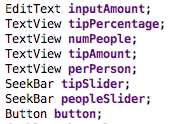 EditText inputAmount;
TextView tipPercentage;
TextView numPeople;
TextView tipAmount;
TextView perPerson;
SeekBar tipSlider;
SeekBar peopleSlider;
Button button;